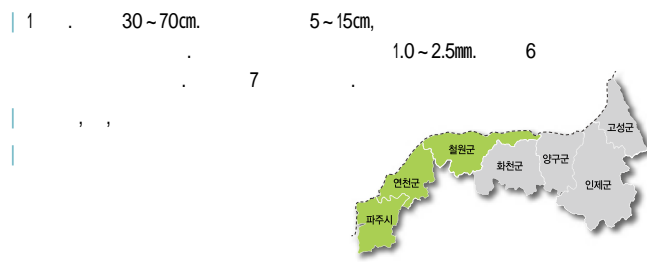 1 . 30~70㎝. 5~15㎝,
. 1.0~2.5㎜. 6
. 7 .
, ,
고성군
철원군
양구군
화천군
연천군
인제군
파주시